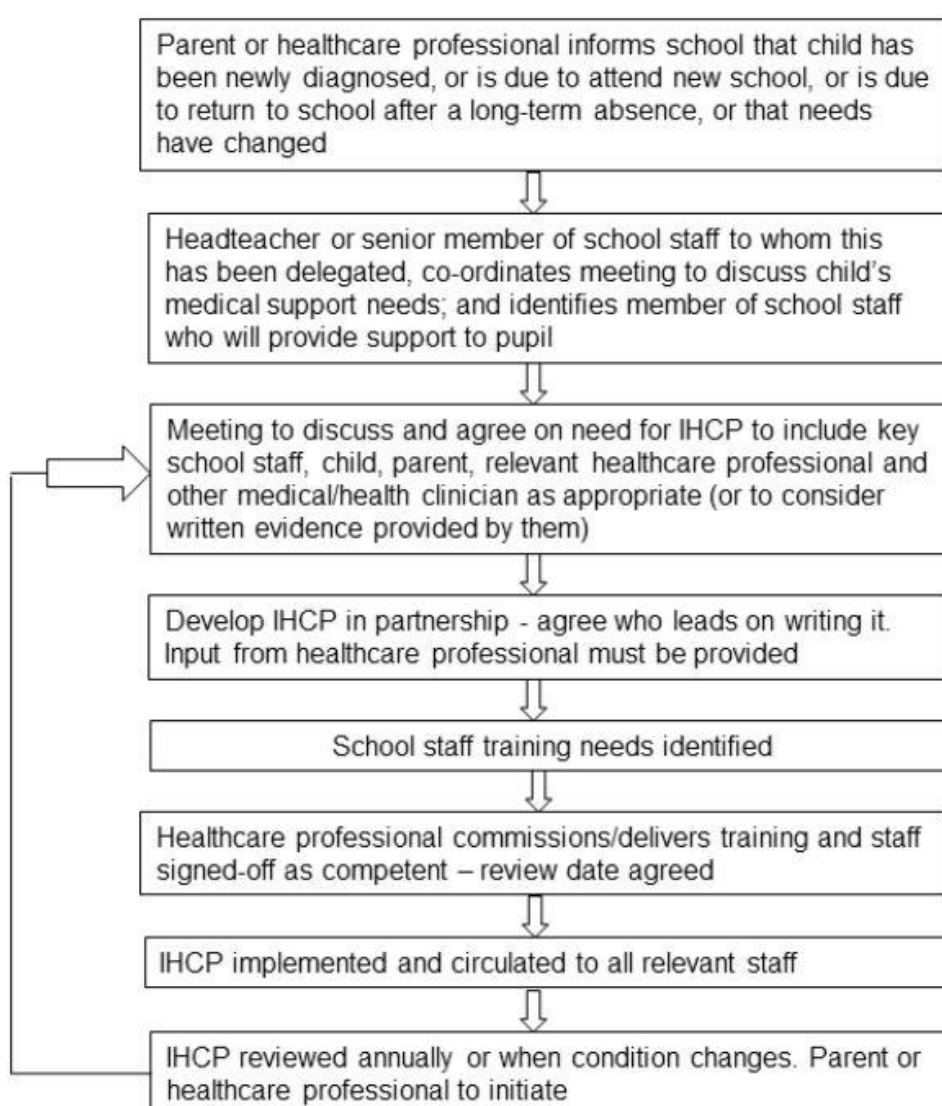 Parent or healthcare professional informs school that child has
been newly diagnosed, or is due to attend new school, or is due
to return to school after a long-term absence, or that needs
have changed
Headteacher or senior member of school staff to whom this
has been delegated, co-ordinates meeting to discuss child's
medical support needs; and identifies member of school staff
who will provide support to pupil
Meeting to discuss and agree on need for IHCP to include key
school staff, child, parent, relevant healthcare professional and
other medical/health clinician as appropriate (or to consider
written evidence provided by them)
Develop IHCP in partnership - agree who leads on writing it.
Input from healthcare professional must be provided
School staff training needs identified
Healthcare professional commissions/delivers training and staff
signed-off as competent – review date agreed
IHCP implemented and circulated to all relevant staff
IHCP reviewed annually or when condition changes. Parent or
healthcare professional to initiate